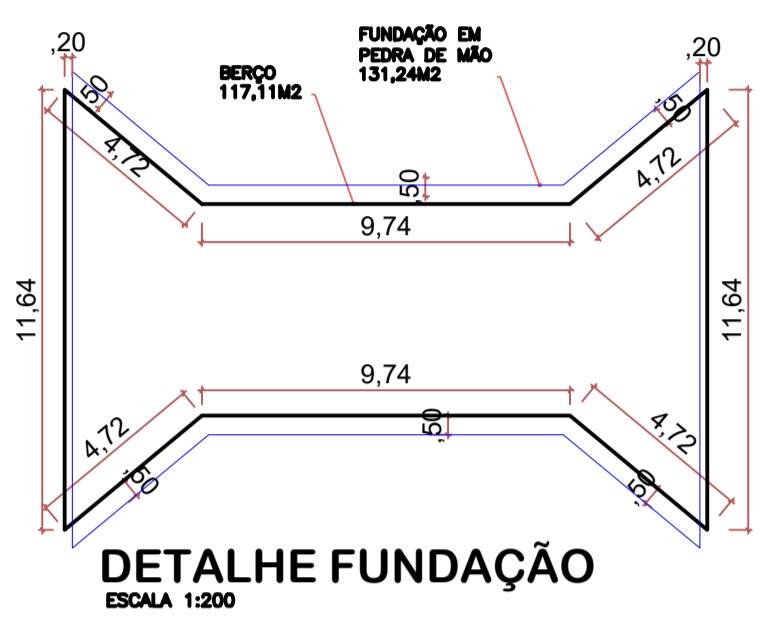 ,20
FUNDAÇÃO EM
PEDRA DE MÃO
131,24M2
,20
BERÇO
117,11M2
,50
,50
4,72
,50
4,72
9,74
11,64
11,64
9,74
4,72
,50
4,72
,50
,50
DETALHE FUNDAÇÃO
ESCALA 1:200